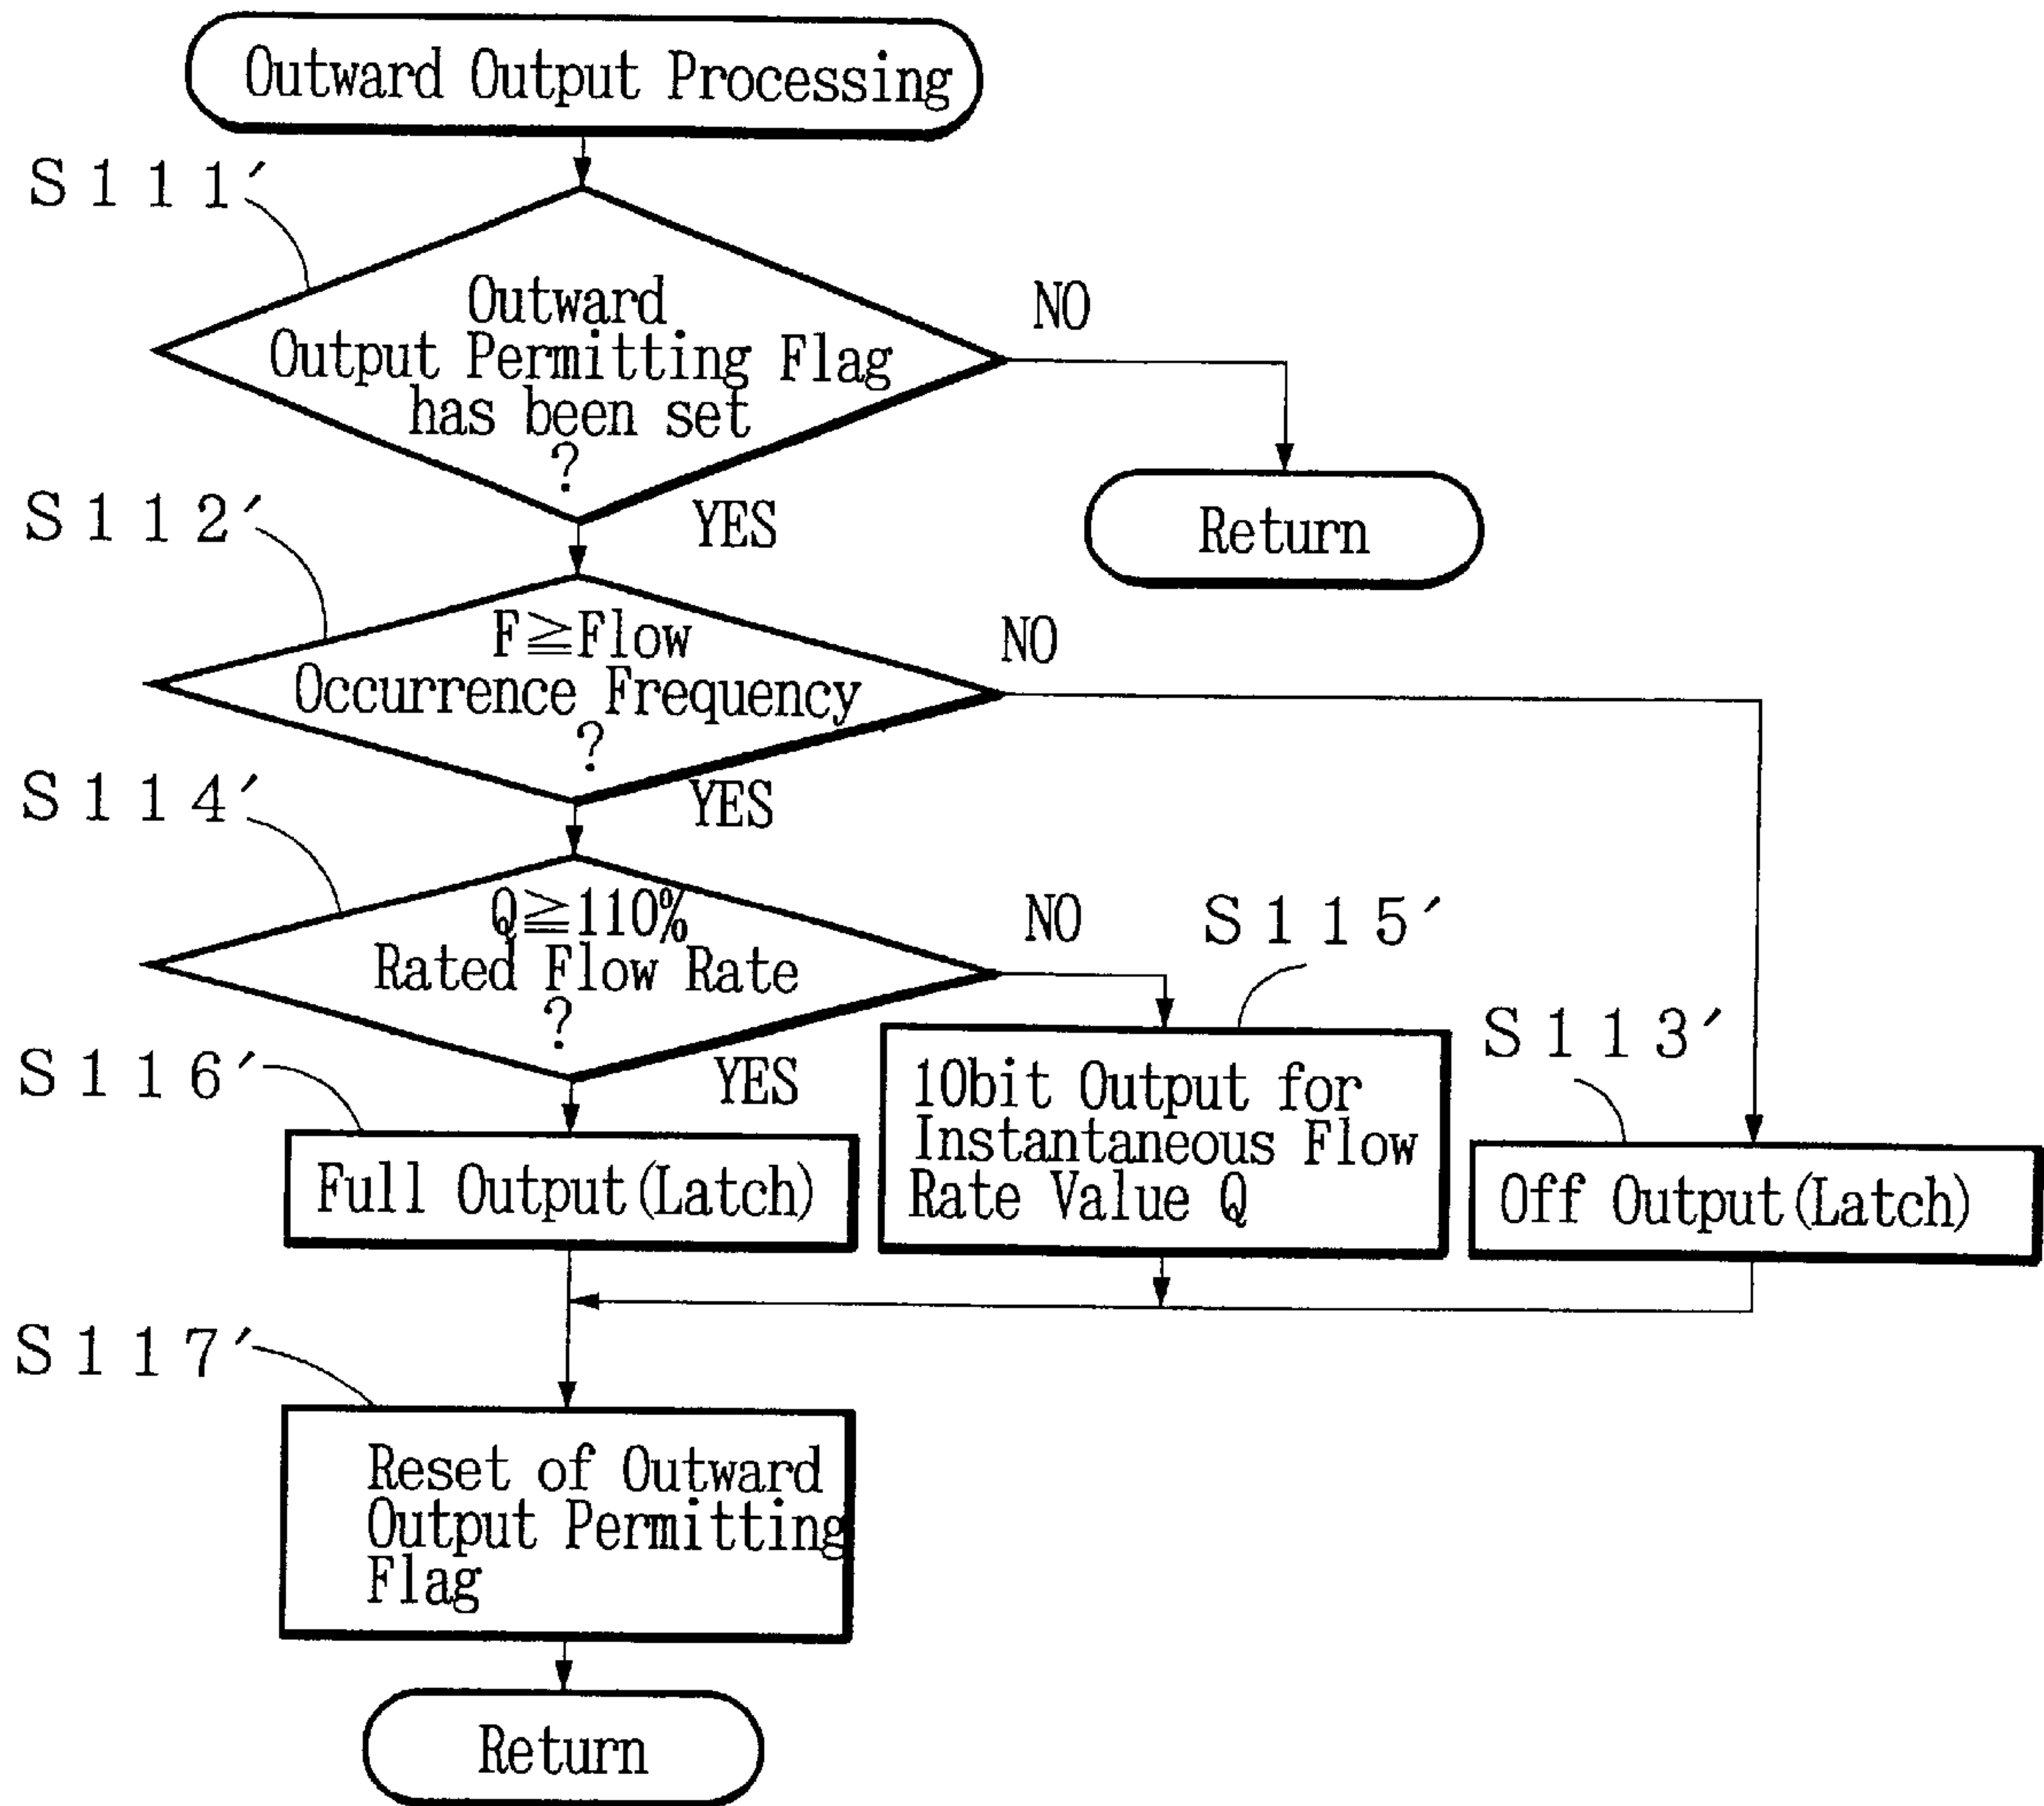 Outward Output Processing
S111′
Outward
Output Permitting Flag
has been set
?
NO
YES
Return
S112′
F≧Flow
Occurrence Frequency
?
NO
YES
S114′
Q≧110%
Rated Flow Rate
?
NO
YES
S115′
10bit Output for
Instantaneous Flow
Rate Value Q
S113′
Off Output(Latch)
S116′
Full Output(Latch)
S117′
Reset of Outward
Output Permitting
Flag
Return